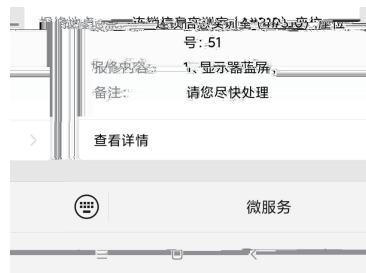 号: 51
报修内容: 1、显示器蓝屏,
备注: 请您尽快处理
查看详情
微服务